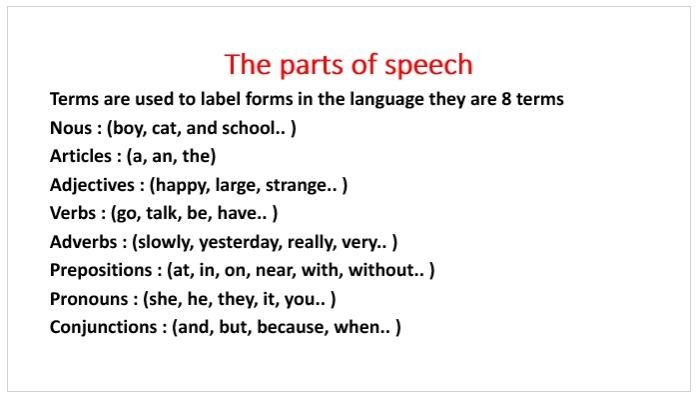 The parts of speech
Terms are used to label forms in the language they are 8 terms
Nous : (boy, cat, and school.. )
Articles : (a, an, the)
Adjectives : (happy, large, strange.. )
Verbs : (go, talk, be, have.. )
Adverbs : (slowly, yesterday, really, very.. )
Prepositions : (at, in, on, near, with, without.. )
Pronouns : (she, he, they, it, you.. )
Conjunctions : (and, but, because, when.. )